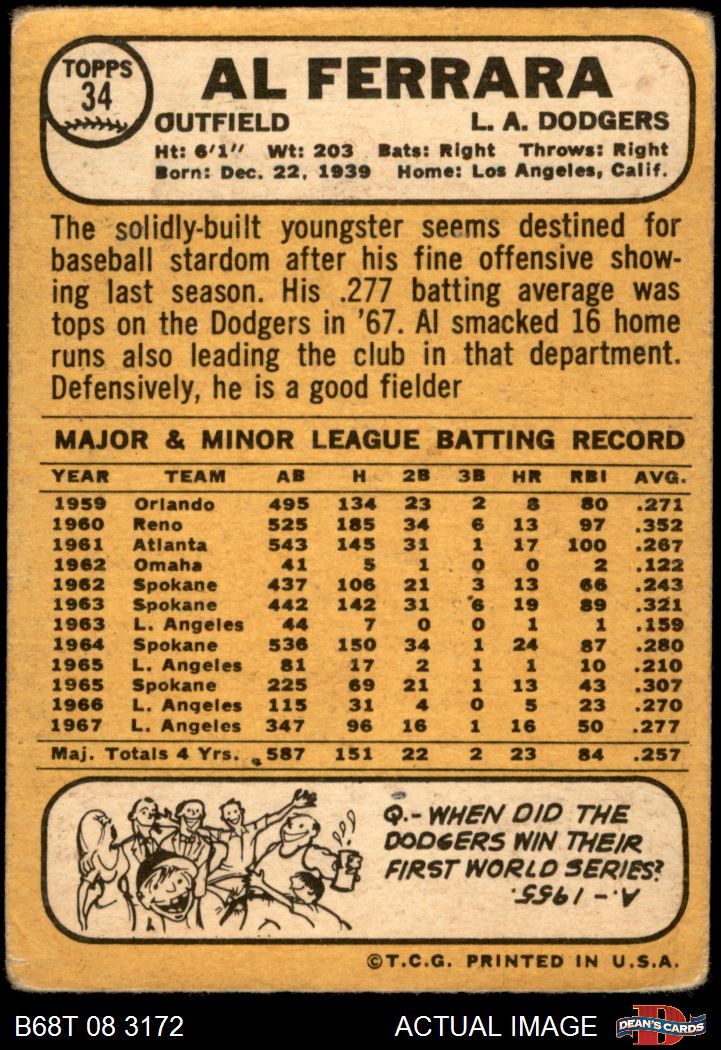 TOPPS
34
AL FERRARA
OUTFIELD L. A. DODGERS
Ht: 6'1" Wt: 203 Bats: Right Throws: Right
Born: Dec. 22, 1939 Home: Los Angeles, Calif.
The solidly-built youngster seems destined for
baseball stardom after his fine offensive show-
ing last season. His .277 batting average was
tops on the Dodgers in '67. Al smacked 16 home
runs also leading the club in that department.
Defensively, he is a good fielder
MAJOR & MINOR LEAGUE BATTING RECORD
YEAR TEAM AB H 2B 3B HR RBI AVG.
1959 Orlando 495 134 23 2 8 80 .271
1960 Reno 525 185 34 6 13 97 .352
1961 Atlanta 543 145 31 1 17 100 .267
1962 Omaha 41 5 1 0 0 2 .122
1962 Spokane 437 106 21 3 13 66 .243
1963 Spokane 442 142 31 6 19 89 .321
1963 L. Angeles 44 7 0 0 1 1 .159
1964 Spokane 536 150 34 1 24 87 .280
1965 L. Angeles 81 17 2 1 1 10 .210
1965 Spokane 225 69 21 1 13 43 .307
1966 L. Angeles 115 31 4 0 5 23 .270
1967 L. Angeles 347 96 16 1 16 50 .277
Maj. Totals 4 Yrs. 587 151 22 2 23 84 .257
Q.- WHEN DID THE
DODGERS WIN THEIR
FIRST WORLD SERIES?
A.- 1955.
©T.C.G. PRINTED IN U.S.A.
B68T 08 3172 ACTUAL IMAGE
D
DEAN'S CARDS